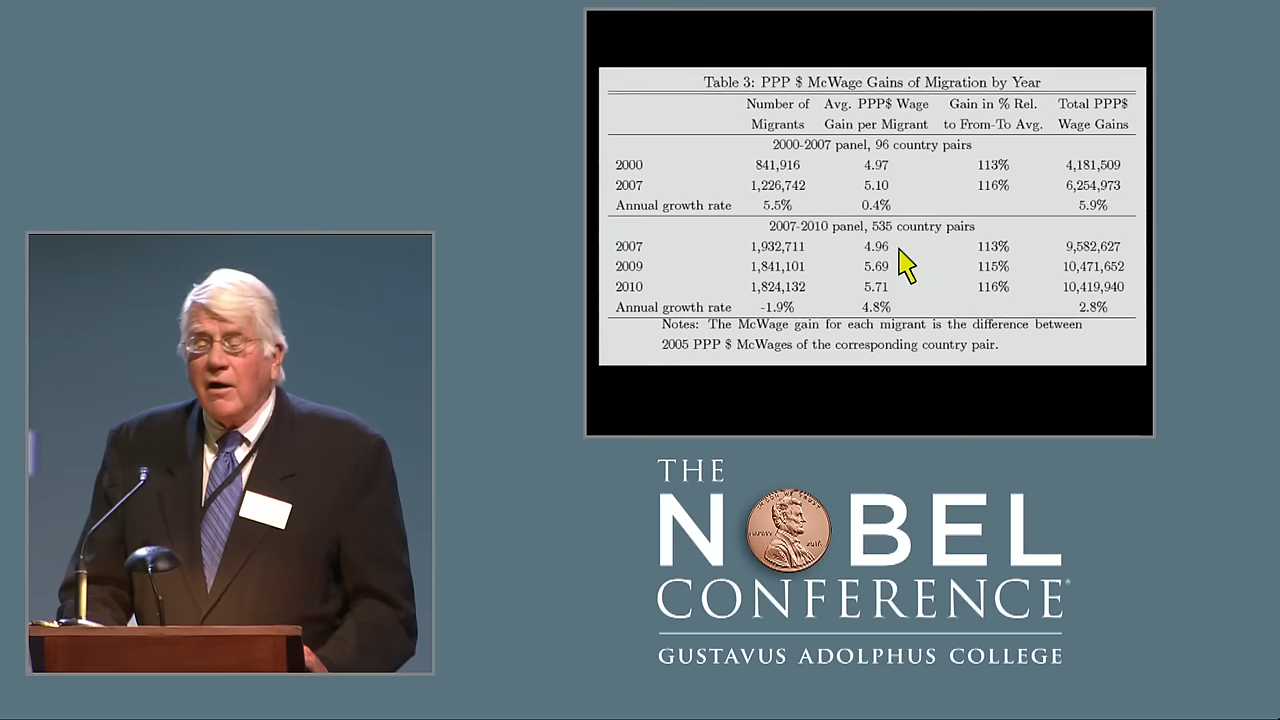 Table 3: PPP $ McWage Gains of Migration by Year
Number of Avg. PPP$ Wage Gain in % Rel. Total PPP$
Migrants Gain per Migrant to From-To Avg. Wage Gains
2000-2007 panel, 96 country pairs
2000 841,916 4.97 113% 4,181,509
2007 1,226,742 5.10 116% 6,254,973
Annual growth rate 5.5% 0.4% 5.9%
2007-2010 panel, 535 country pairs
2007 1,932,711 4.96 113% 9,582,627
2009 1,841,101 5.69 115% 10,471,652
2010 1,824,132 5.71 116% 10,419,940
Annual growth rate -1.9% 4.8% 2.8%
Notes: The McWage gain for each migrant is the difference between
2005 PPP $ McWages of the corresponding country pair.
THE
NOBEL
CONFERENCE®
GUSTAVUS ADOLPHUS COLLEGE